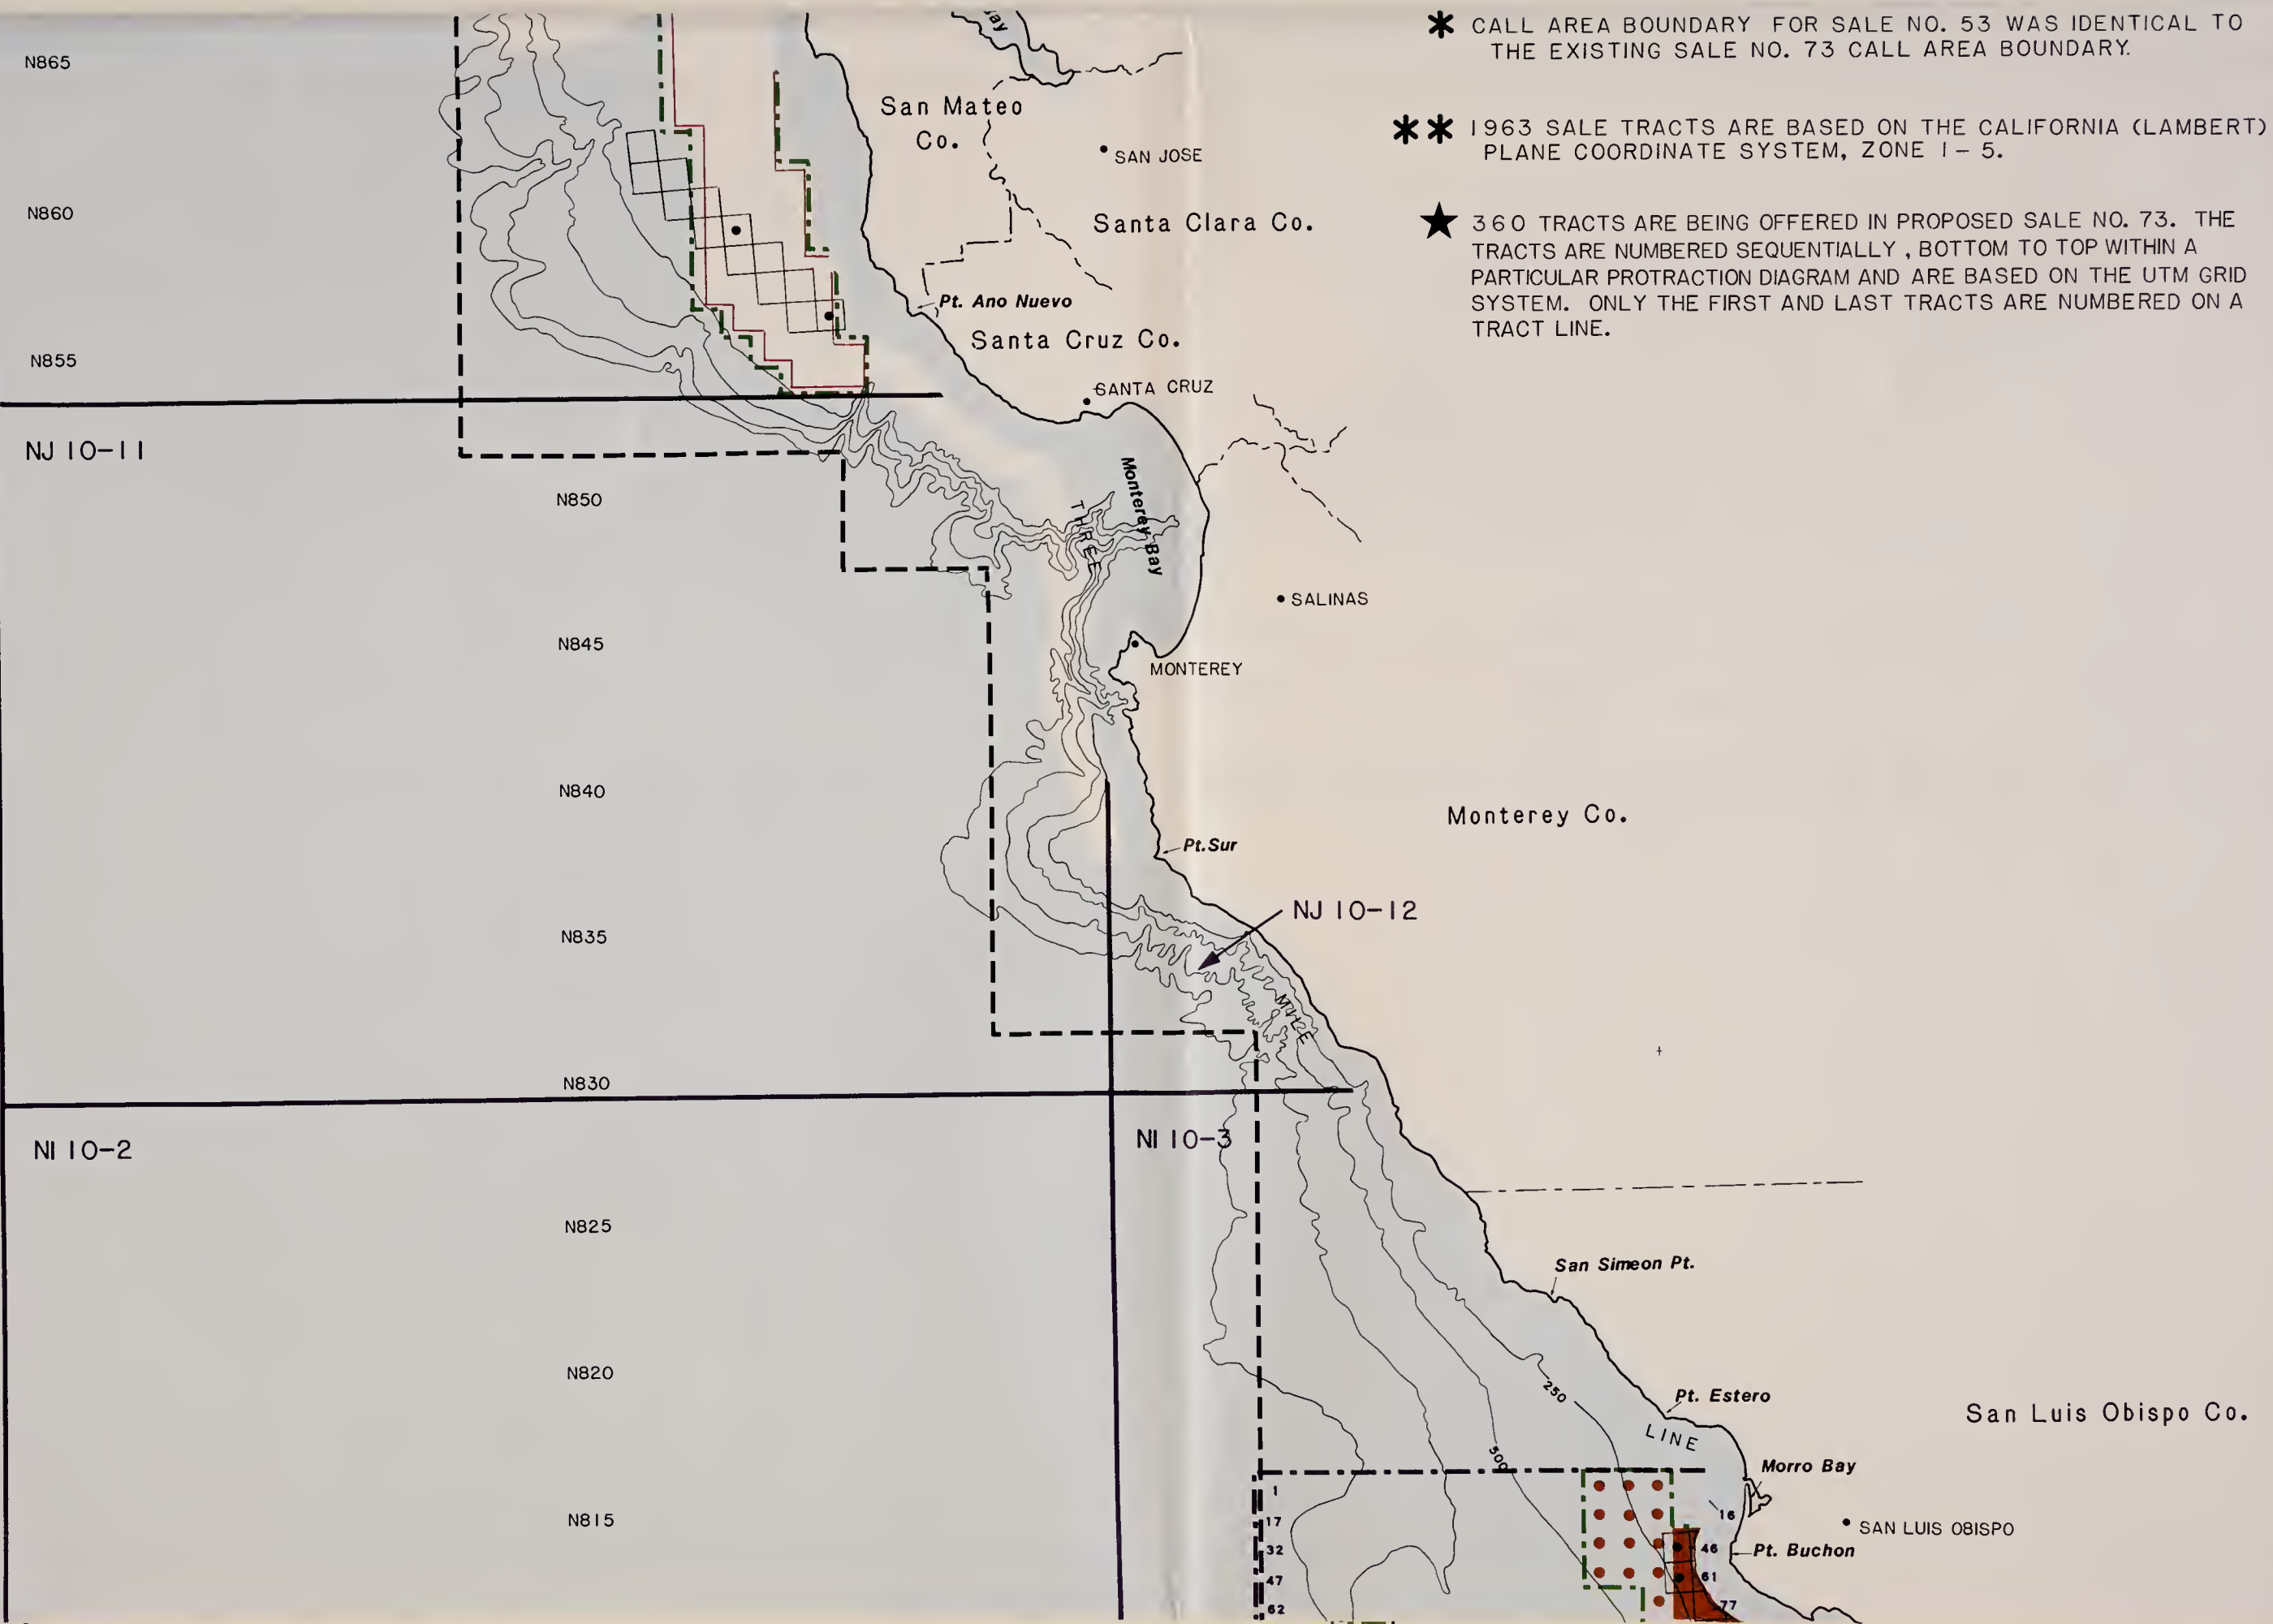 ✱ CALL AREA BOUNDARY FOR SALE NO. 53 WAS IDENTICAL TO
THE EXISTING SALE NO. 73 CALL AREA BOUNDARY.
✱✱ 1963 SALE TRACTS ARE BASED ON THE CALIFORNIA (LAMBERT)
PLANE COORDINATE SYSTEM, ZONE 1-5.
★ 360 TRACTS ARE BEING OFFERED IN PROPOSED SALE NO. 73. THE
TRACTS ARE NUMBERED SEQUENTIALLY, BOTTOM TO TOP WITHIN A
PARTICULAR PROTRACTION DIAGRAM AND ARE BASED ON THE UTM GRID
SYSTEM. ONLY THE FIRST AND LAST TRACTS ARE NUMBERED ON A
TRACT LINE.
N865
San Mateo
Co.
SAN JOSE
N860
Santa Clara Co.
Pt. Ano Nuevo
Santa Cruz Co.
N855
SANTA CRUZ
NJ 10-11
N850
Monterey Bay
THREE
SALINAS
N845
MONTEREY
N840
Monterey Co.
Pt.Sur
NJ 10-12
N835
MILE
N830
NI 10-2
NI 10-3
N825
San Simeon Pt.
N820
250
Pt. Estero
San Luis Obispo Co.
LINE
500
Morro Bay
1
16
N815
17
SAN LUIS OBISPO
32
46
Pt. Buchon
47
61
62
77